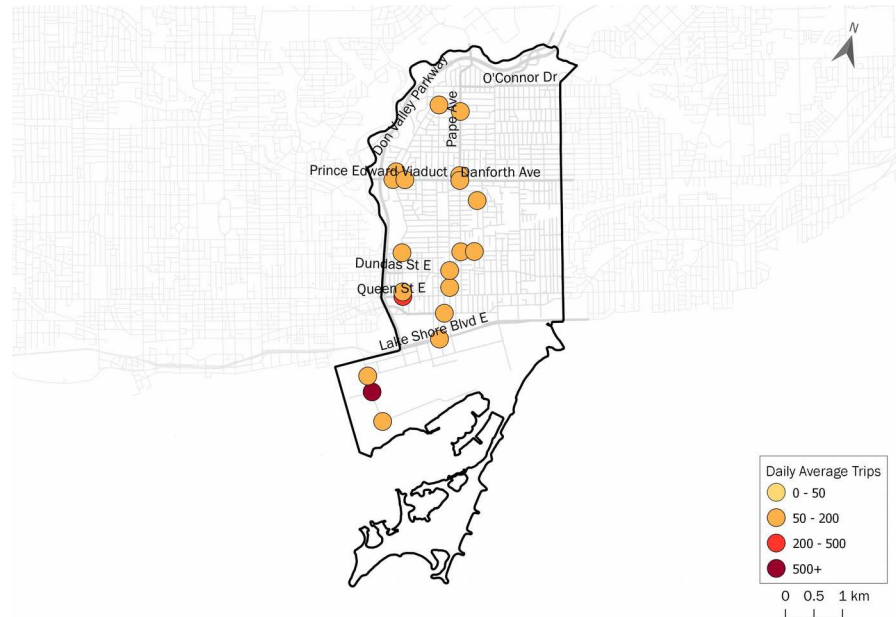 N
O'Connor Dr
Don Valley Parkway
Pape Ave
Prince Edward Viaduct
Danforth Ave
Dundas St E
Queen St E
Lake Shore Blvd E
Daily Average Trips
0 - 50
50 - 200
200 - 500
500+
0 0.5 1 km